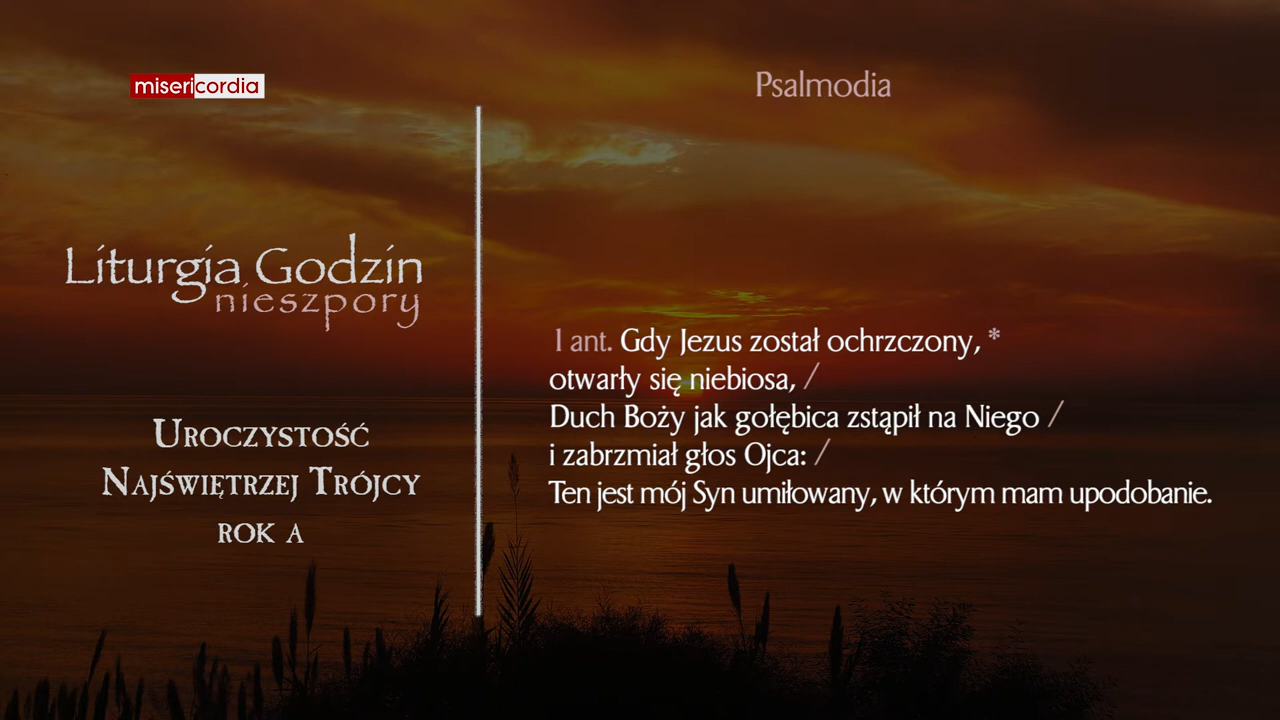 misericordia
Psalmodia
Liturgia Godzin
nieszpory
Uroczystość
Najświętrzej Trójcy
rok A
1 ant. Gdy Jezus został ochrzczony, *
otwarły się niebiosa, /
Duch Boży jak gołębica zstąpił na Niego /
i zabrzmiał głos Ojca: /
Ten jest mój Syn umiłowany, w którym mam upodobanie.